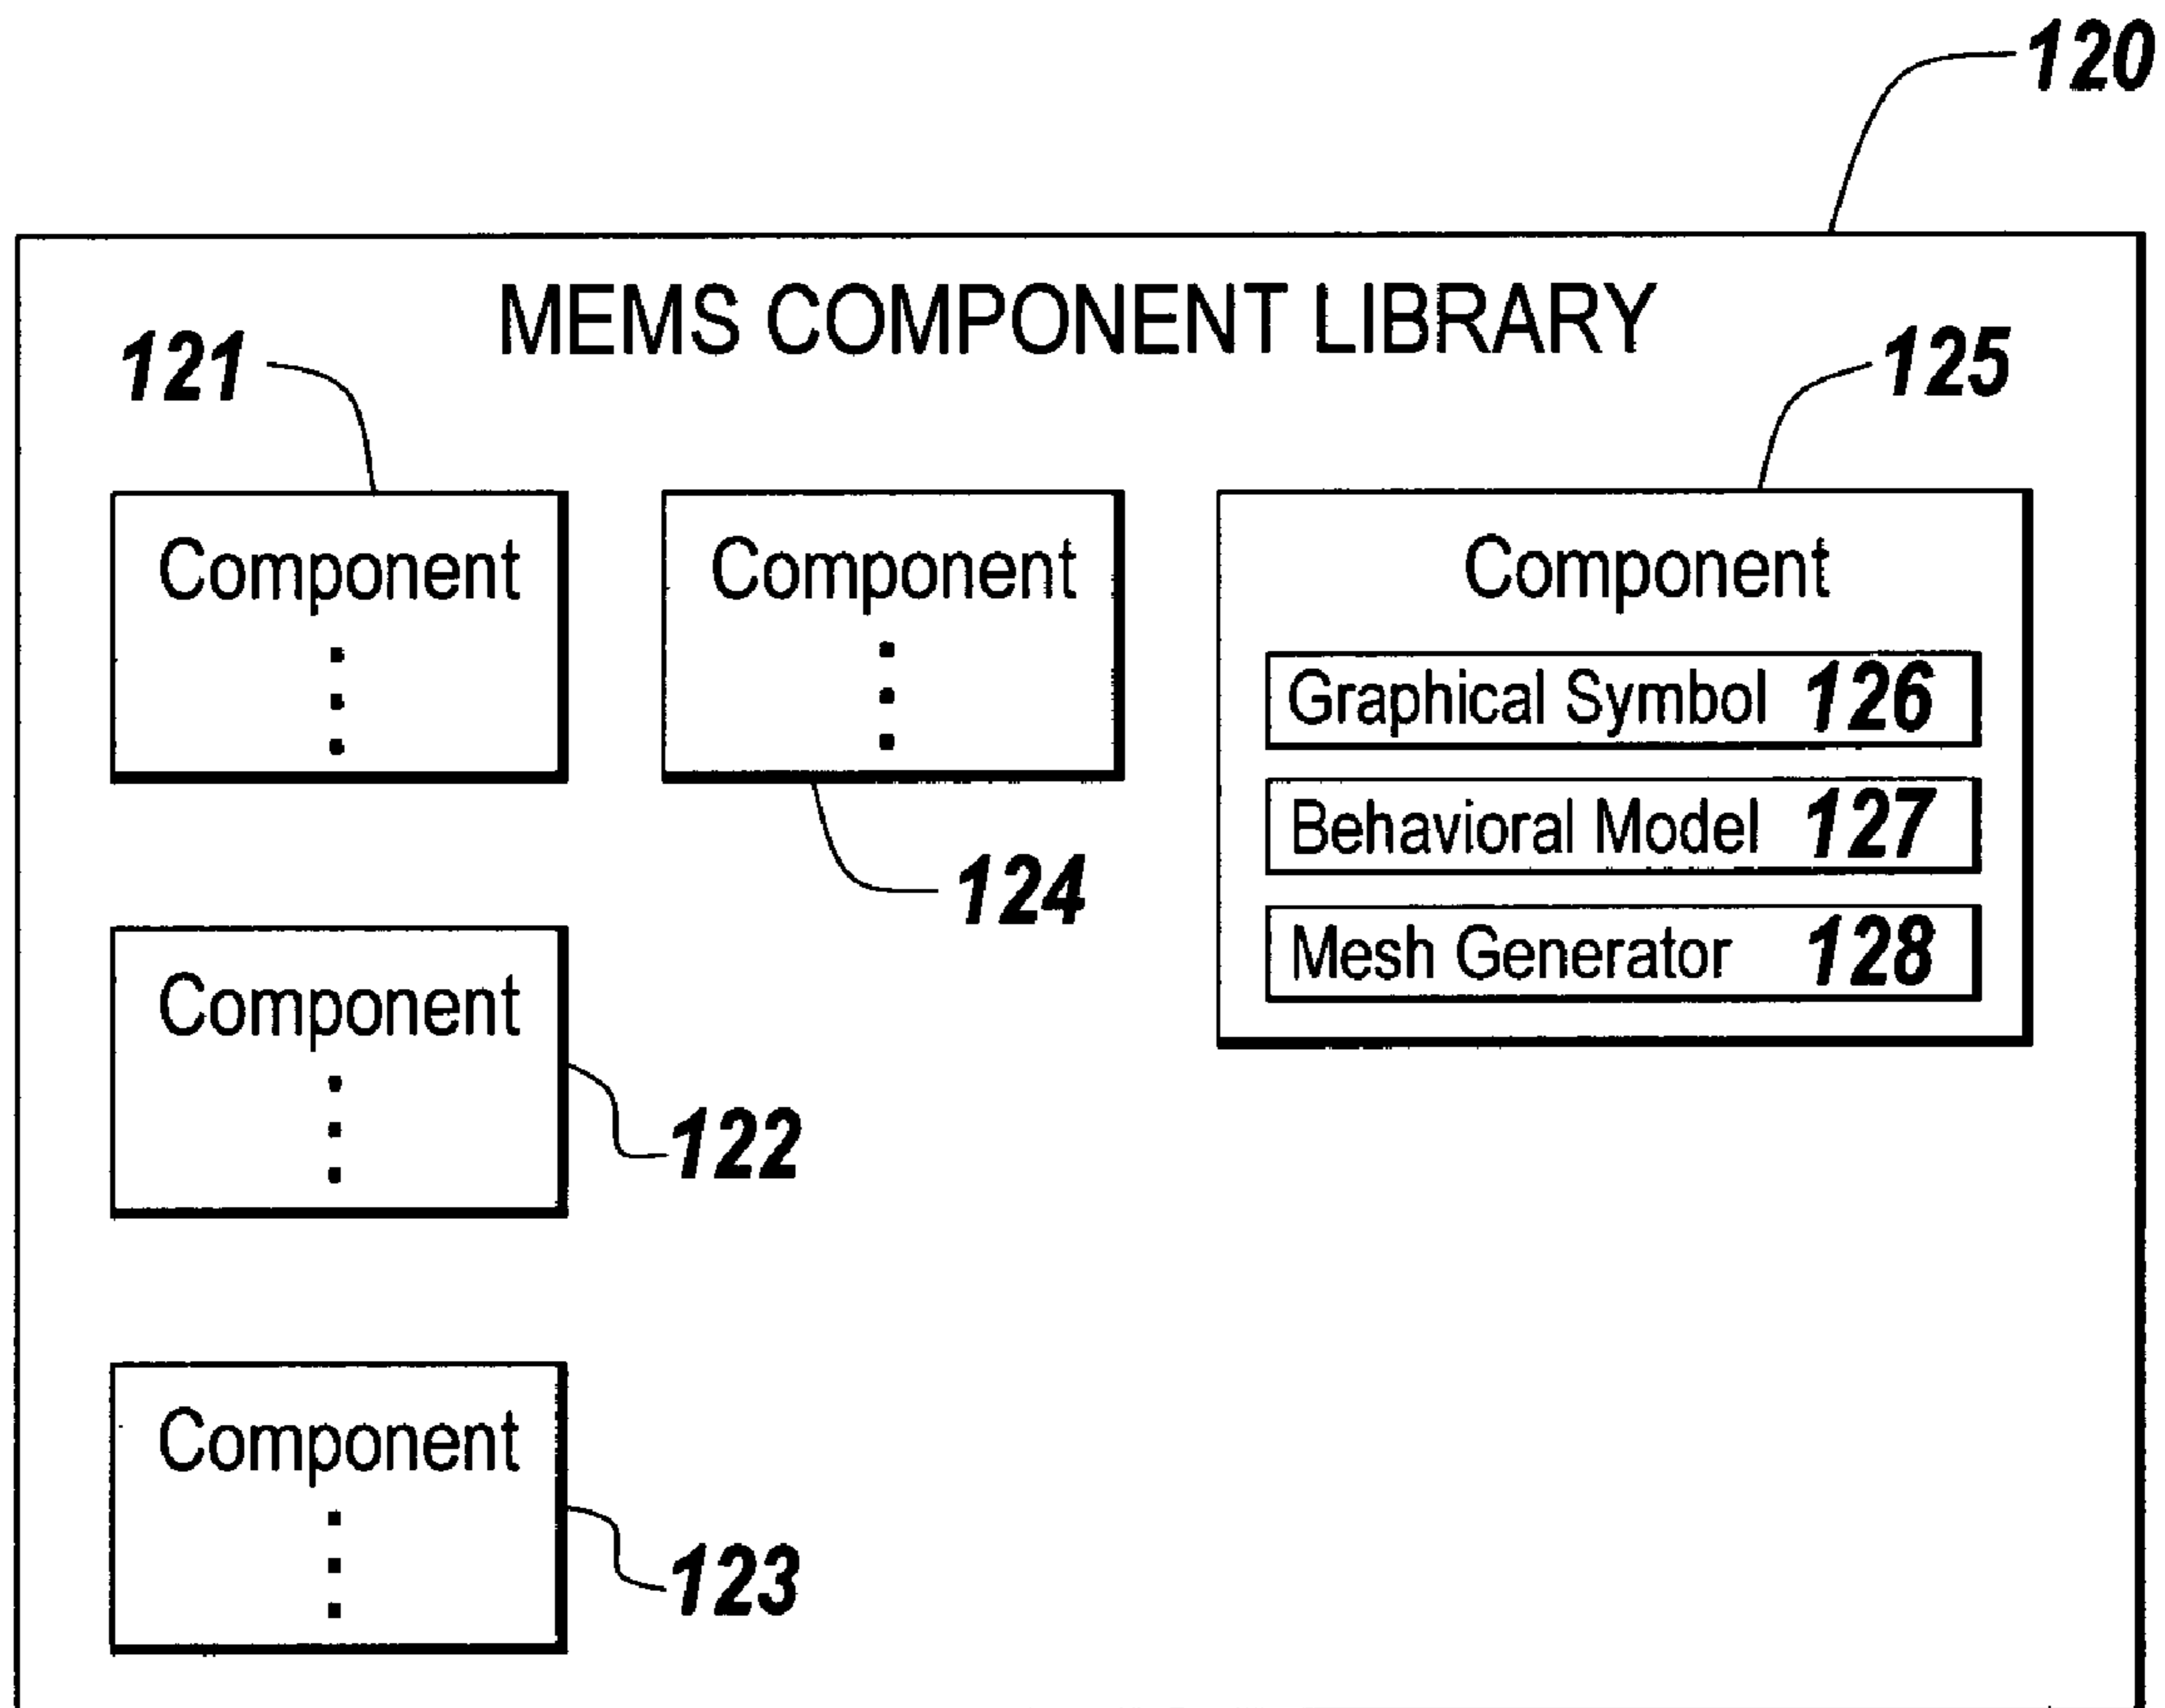 120
MEMS COMPONENT LIBRARY
121
125
Component
Component
Component
Graphical Symbol 126
Behavioral Model 127
Mesh Generator 128
124
Component
122
Component
123